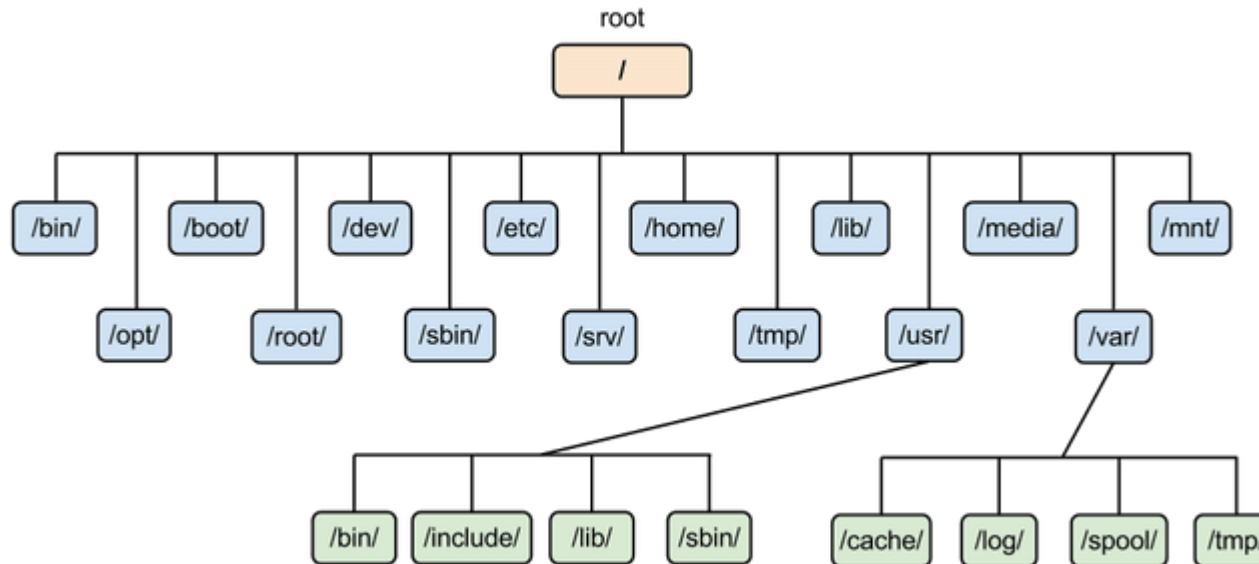 root
/
/bin/ /boot/ /dev/ /etc/ /home/ /lib/ /media/ /mnt/
/opt/ /root/ /sbin/ /srv/ /tmp/ /usr/ /var/
/bin/ /include/ /lib/ /sbin/ /cache/ /log/ /spool/ /tmp/